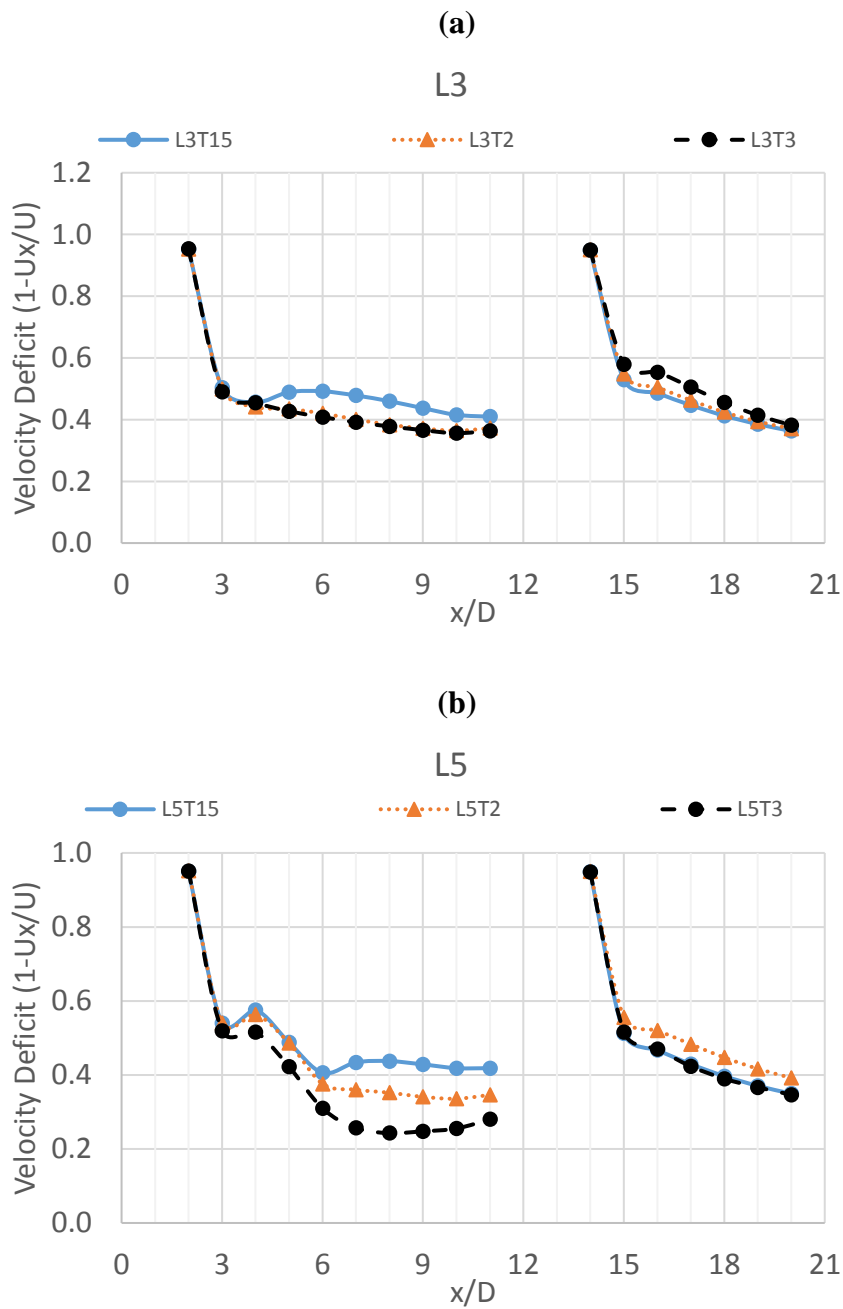 (a)
L3
L3T15 L3T2 L3T3
Velocity Deficit (1-Ux/U)
1.2
1.0
0.8
0.6
0.4
0.2
0.0
0 3 6 9 12 15 18 21
x/D
(b)
L5
L5T15 L5T2 L5T3
Velocity Deficit (1-Ux/U)
1.0
0.8
0.6
0.4
0.2
0.0
0 3 6 9 12 15 18 21
x/D